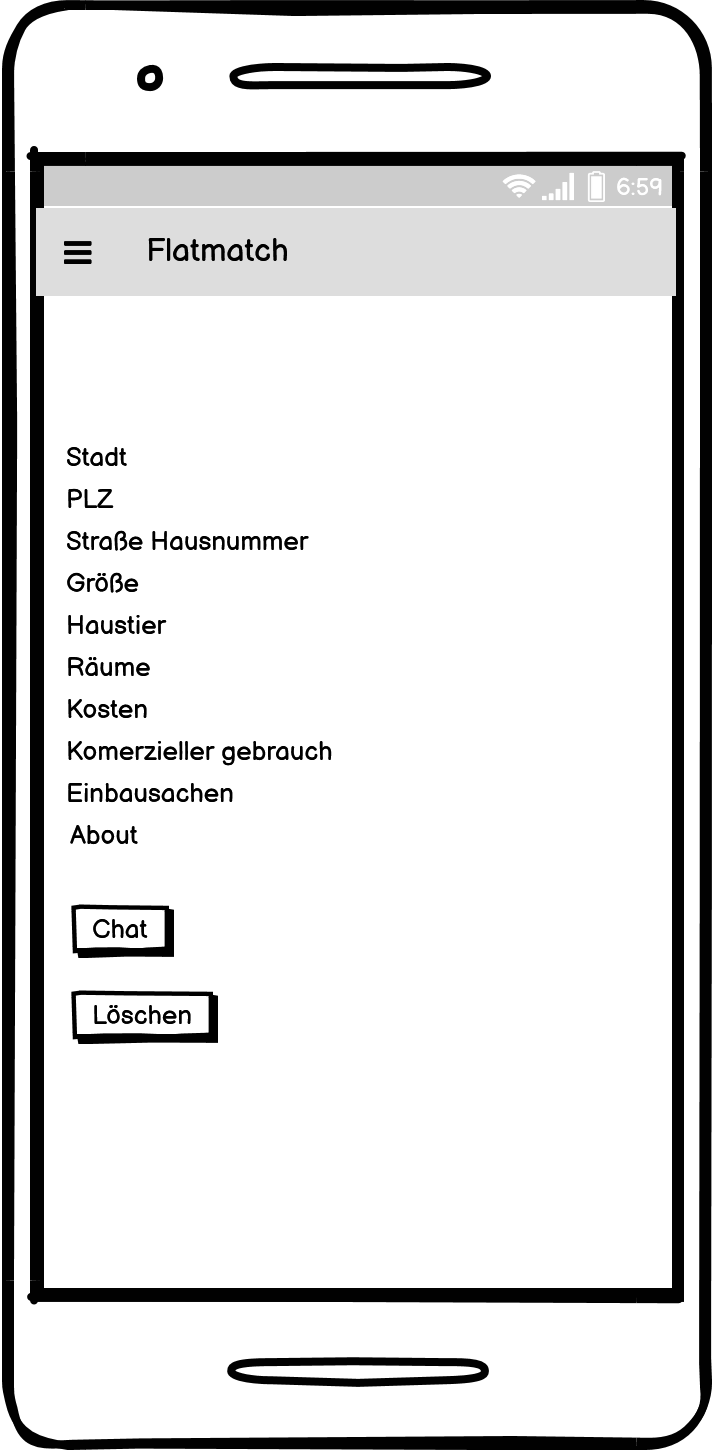 6:59
Flatmatch
Stadt
PLZ
Straße Hausnummer
Größe
Haustier
Räume
Kosten
Komerzieller gebrauch
Einbausachen
About
Chat
Löschen